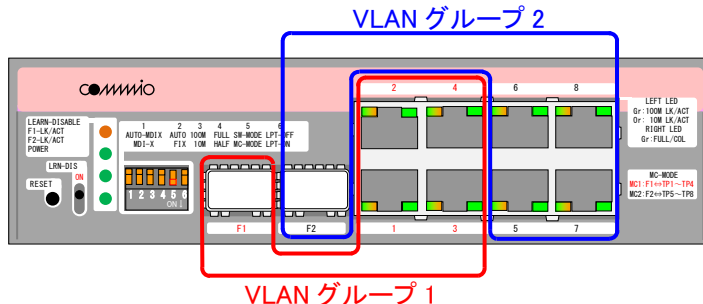 VLAN グループ 2
commio
LEARN-DISABLE
F1-LK/ACT
F2-LK/ACT
POWER
LRN-DIS
ON
RESET
1 2 3 4 5 6
AUTO-MDIX AUTO 100M FULL SW-MODE LPT-OFF
MDI-X FIX 10M HALF MC-MODE LPT-ON
1 2 3 4 5 6
ON↓
F1
F2
2 4 6 8
1 3 5 7
LEFT LED
Gr:100M LK/ACT
Or: 10M LK/ACT
RIGHT LED
Gr:FULL/COL
MC-MODE
MC1:F1⇔TP1～TP4
MC2:F2⇔TP5～TP8
VLAN グループ 1